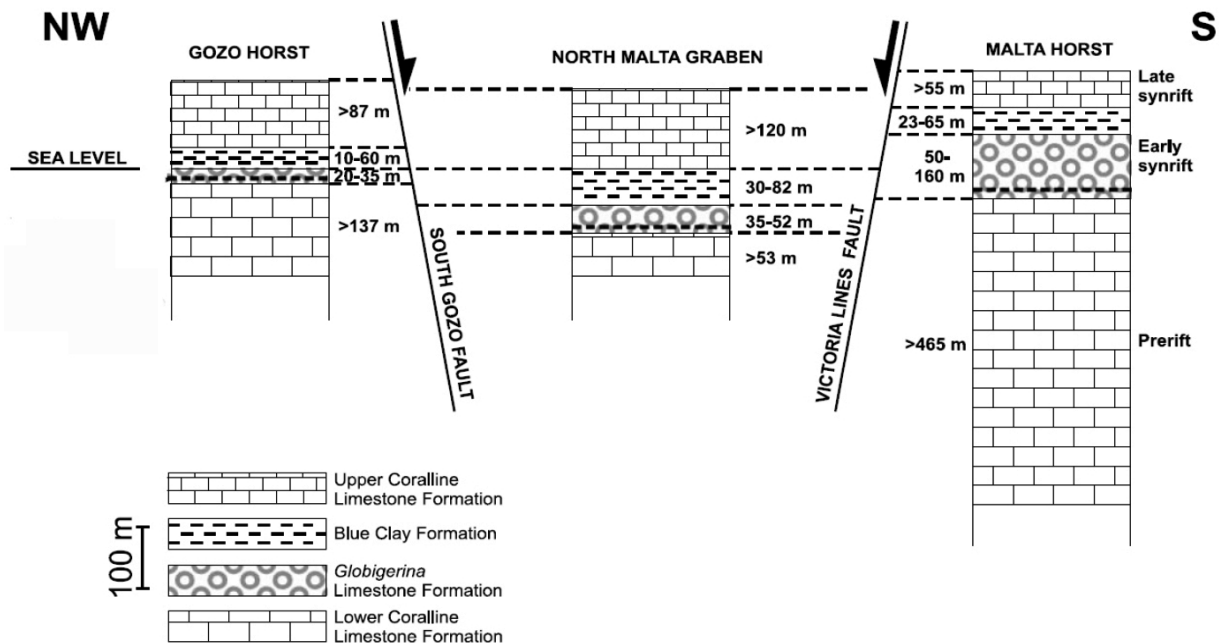 NW
S
GOZO HORST
NORTH MALTA GRABEN
MALTA HORST
>87 m
10-60 m
20-35 m
>137 m
SEA LEVEL
SOUTH GOZO FAULT
>120 m
30-82 m
35-52 m
>53 m
VICTORIA LINES FAULT
>55 m
23-65 m
50-
160 m
>465 m
Late
synrift
Early
synrift
Prerift
Upper Coralline
Limestone Formation
Blue Clay Formation
Globigerina
Limestone Formation
Lower Coralline
Limestone Formation
100 m